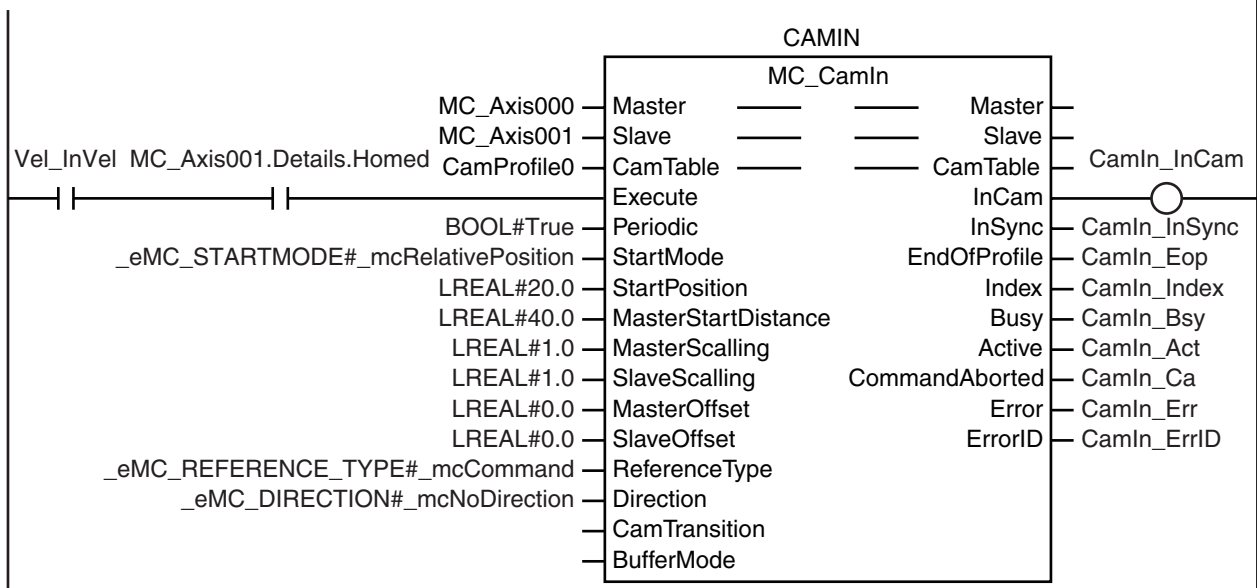 CAMIN
MC_CamIn
MC_Axis000 Master Master
MC_Axis001 Slave Slave
Vel_InVel MC_Axis001.Details.Homed CamProfile0 CamTable CamTable CamIn_InCam
Execute InCam
BOOL#True Periodic InSync CamIn_InSync
_eMC_STARTMODE#_mcRelativePosition StartMode EndOfProfile CamIn_Eop
LREAL#20.0 StartPosition Index CamIn_Index
LREAL#40.0 MasterStartDistance Busy CamIn_Bsy
LREAL#1.0 MasterScalling Active CamIn_Act
LREAL#1.0 SlaveScalling CommandAborted CamIn_Ca
LREAL#0.0 MasterOffset Error CamIn_Err
LREAL#0.0 SlaveOffset ErrorID CamIn_ErrID
_eMC_REFERENCE_TYPE#_mcCommand ReferenceType
_eMC_DIRECTION#_mcNoDirection Direction
CamTransition
BufferMode